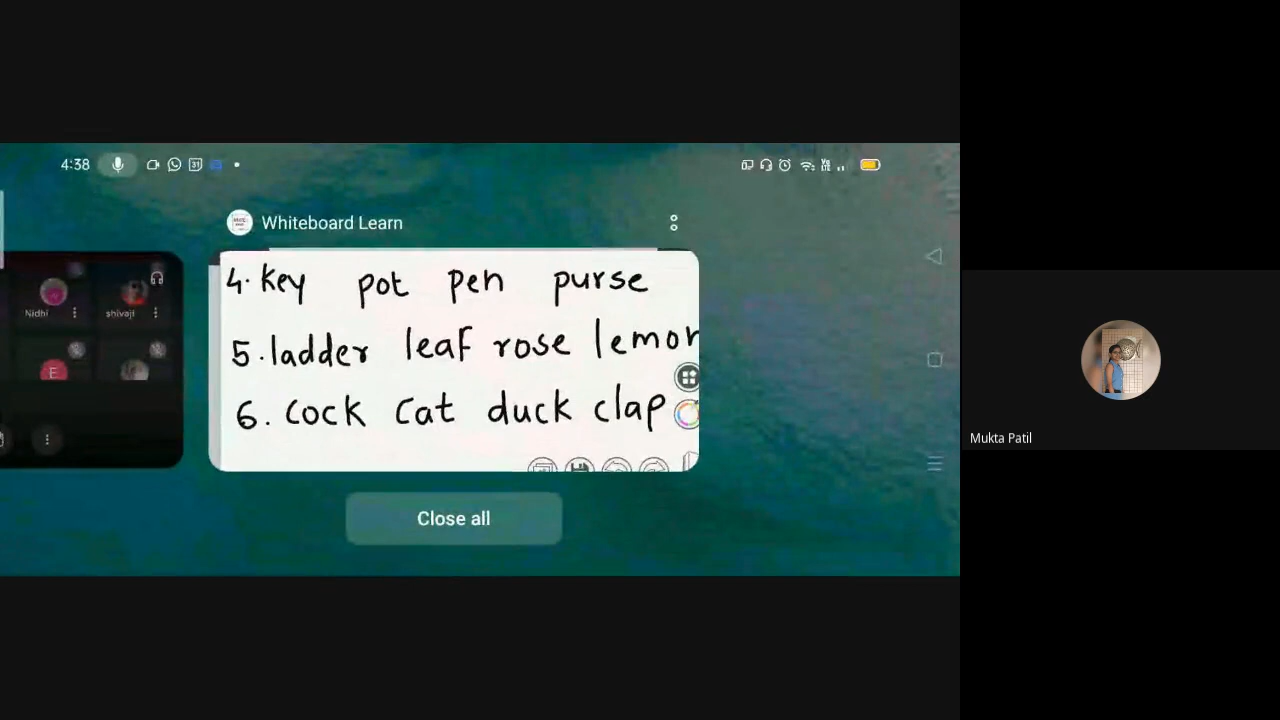 4:38
31
Whiteboard Learn
4. key pot pen purse
Nidhi shivaji
5. ladder leaf rose lemon
E
6. cock cat duck clap
Mukta Patil
Close all